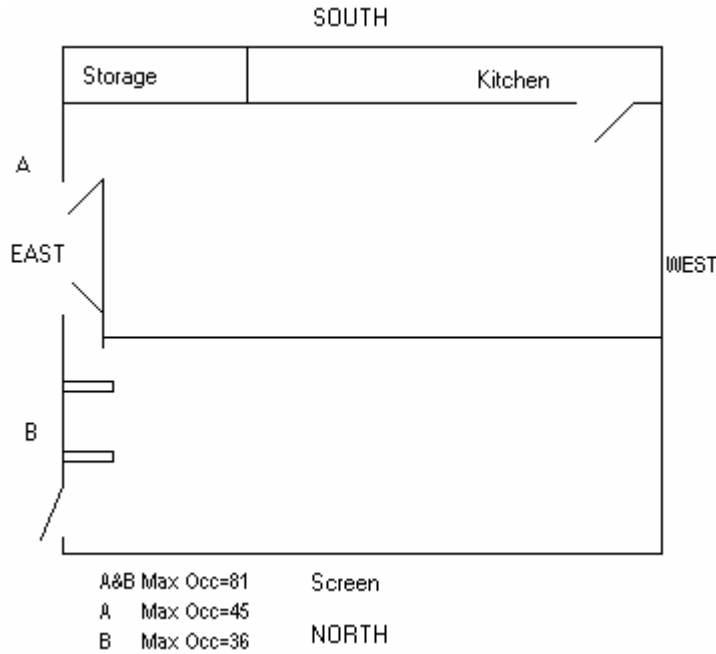 SOUTH
Storage
Kitchen
A
EAST
WEST
B
A&B Max Occ=81
Screen
A Max Occ=45
B Max Occ=36
NORTH